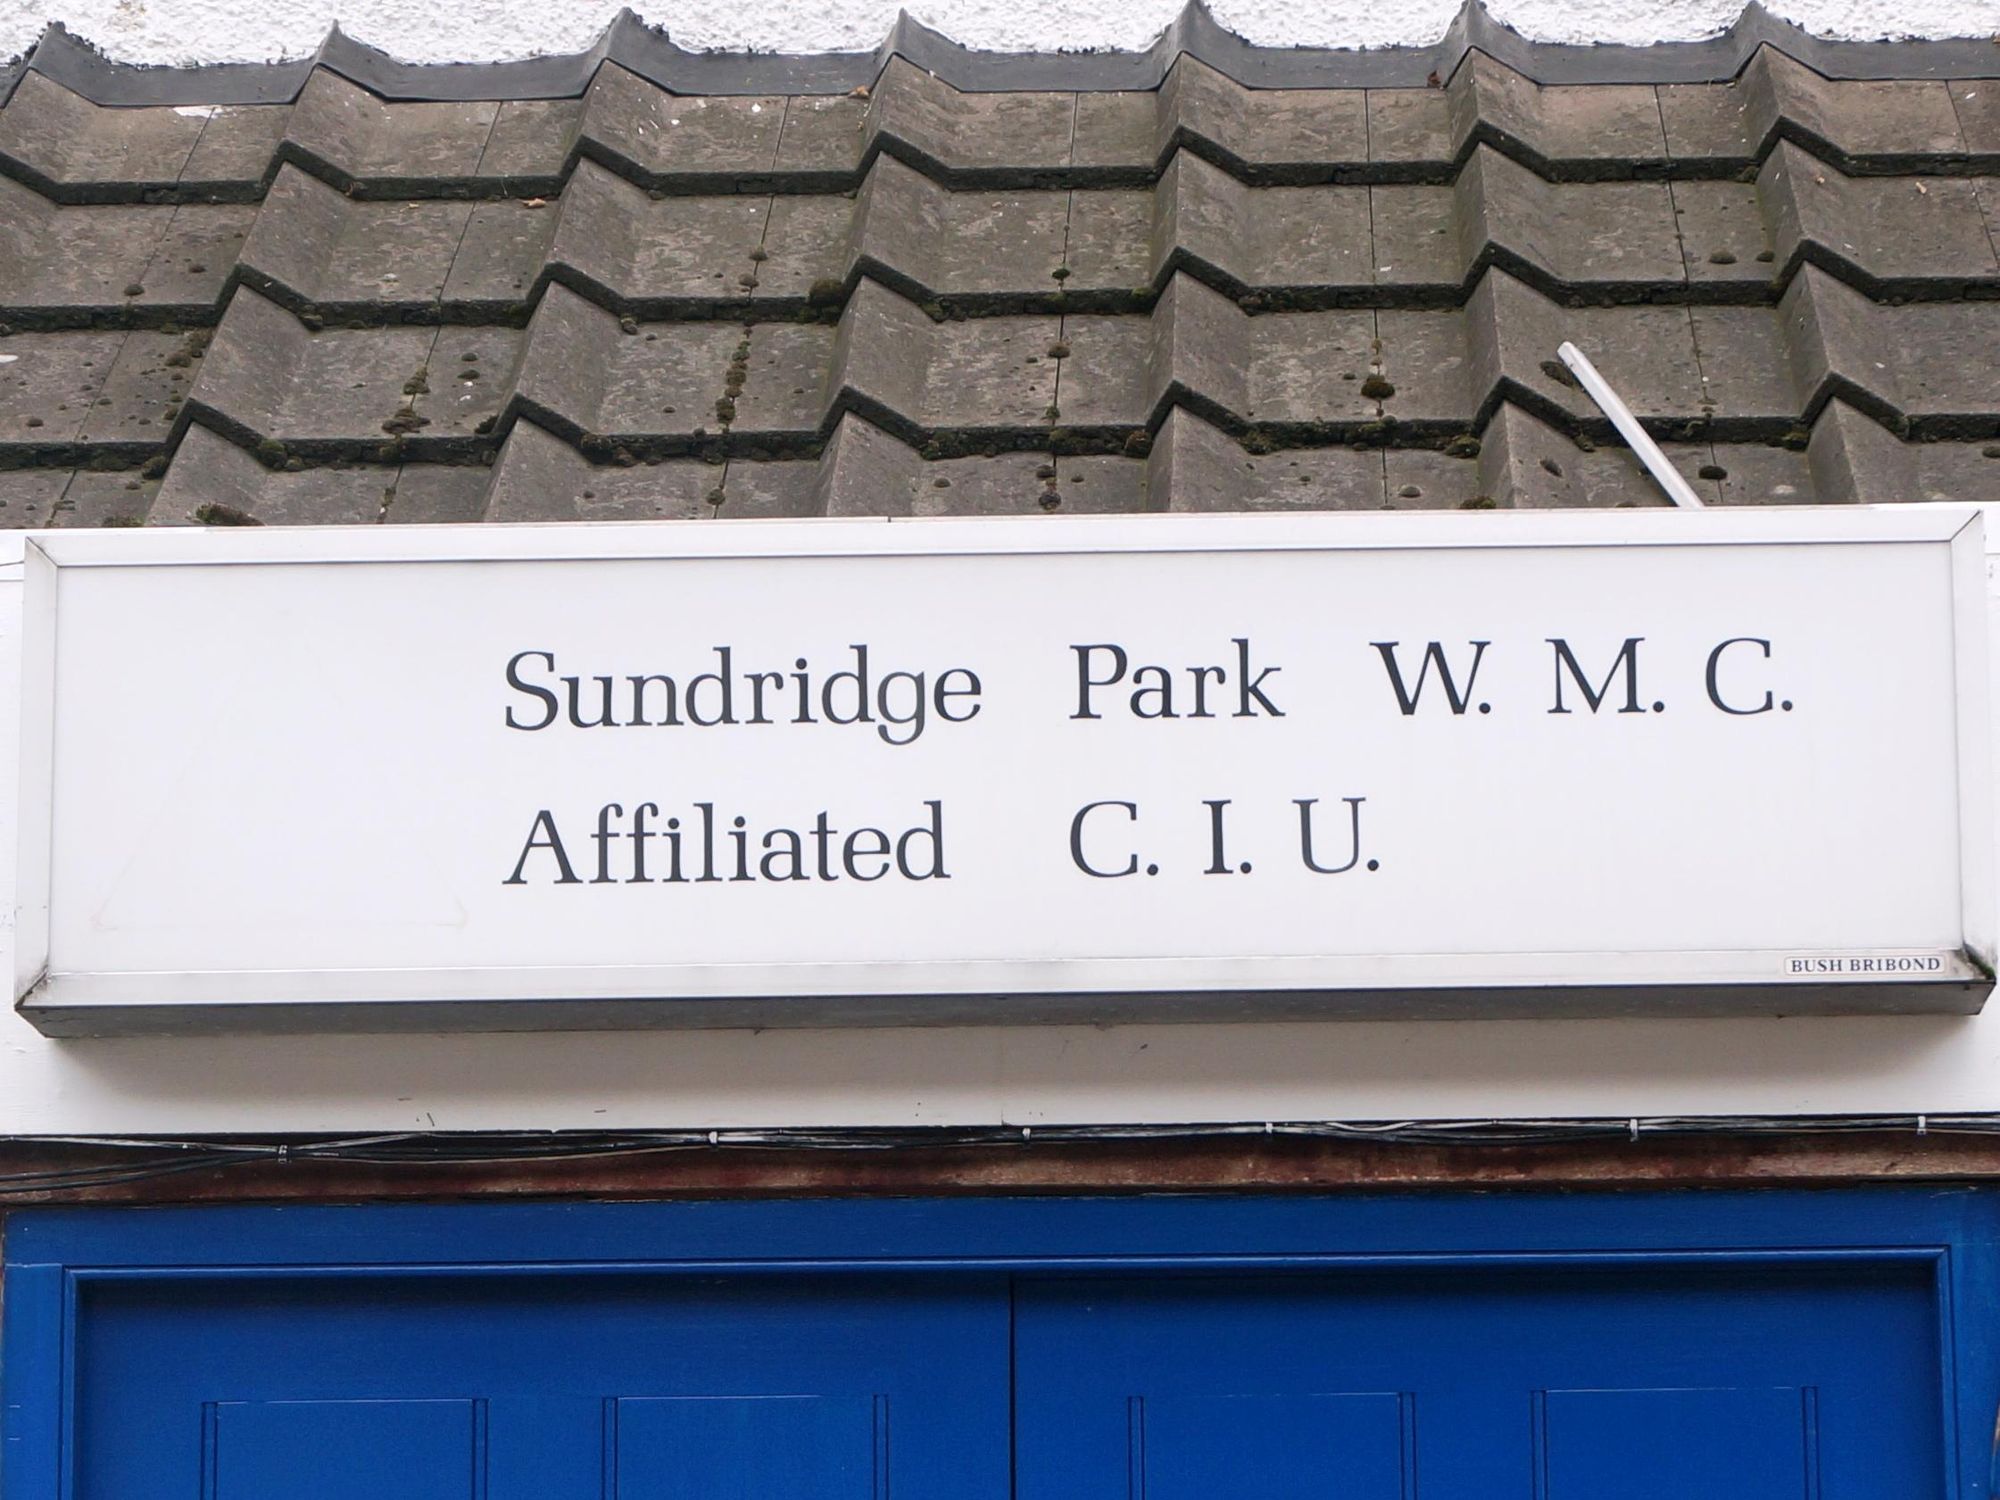 Sundridge Park W. M. C.
Affiliated C. I. U.
BUSH BRIBOND